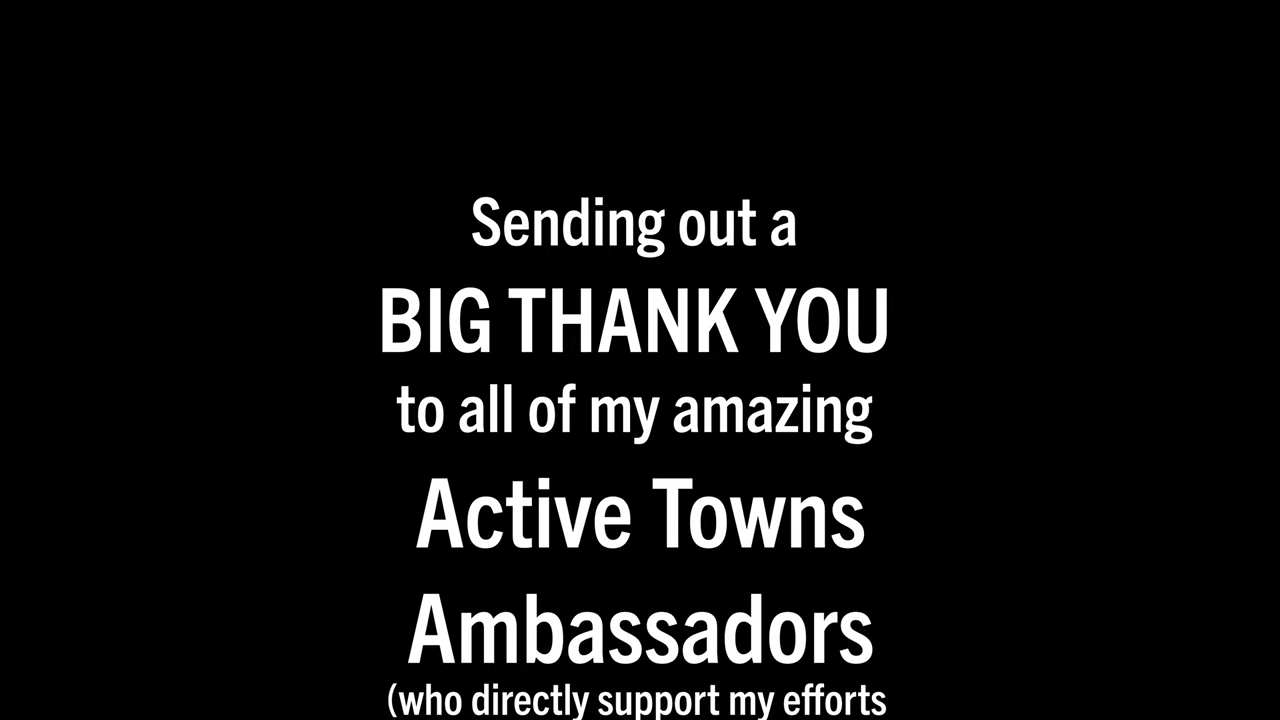 Sending out a
BIG THANK YOU
to all of my amazing
Active Towns
Ambassadors
(who directly support my efforts